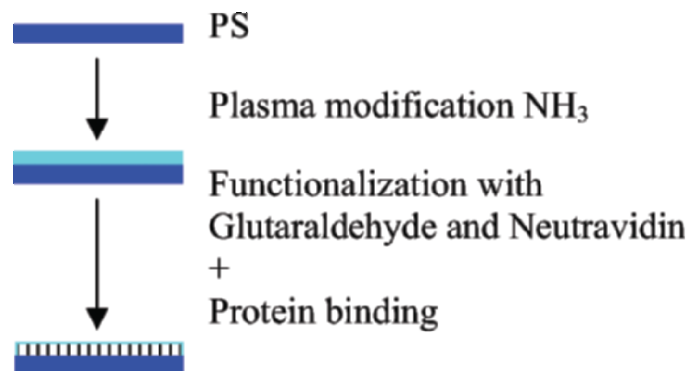 PS
Plasma modification NH₃
Functionalization with
Glutaraldehyde and Neutravidin
+
Protein binding